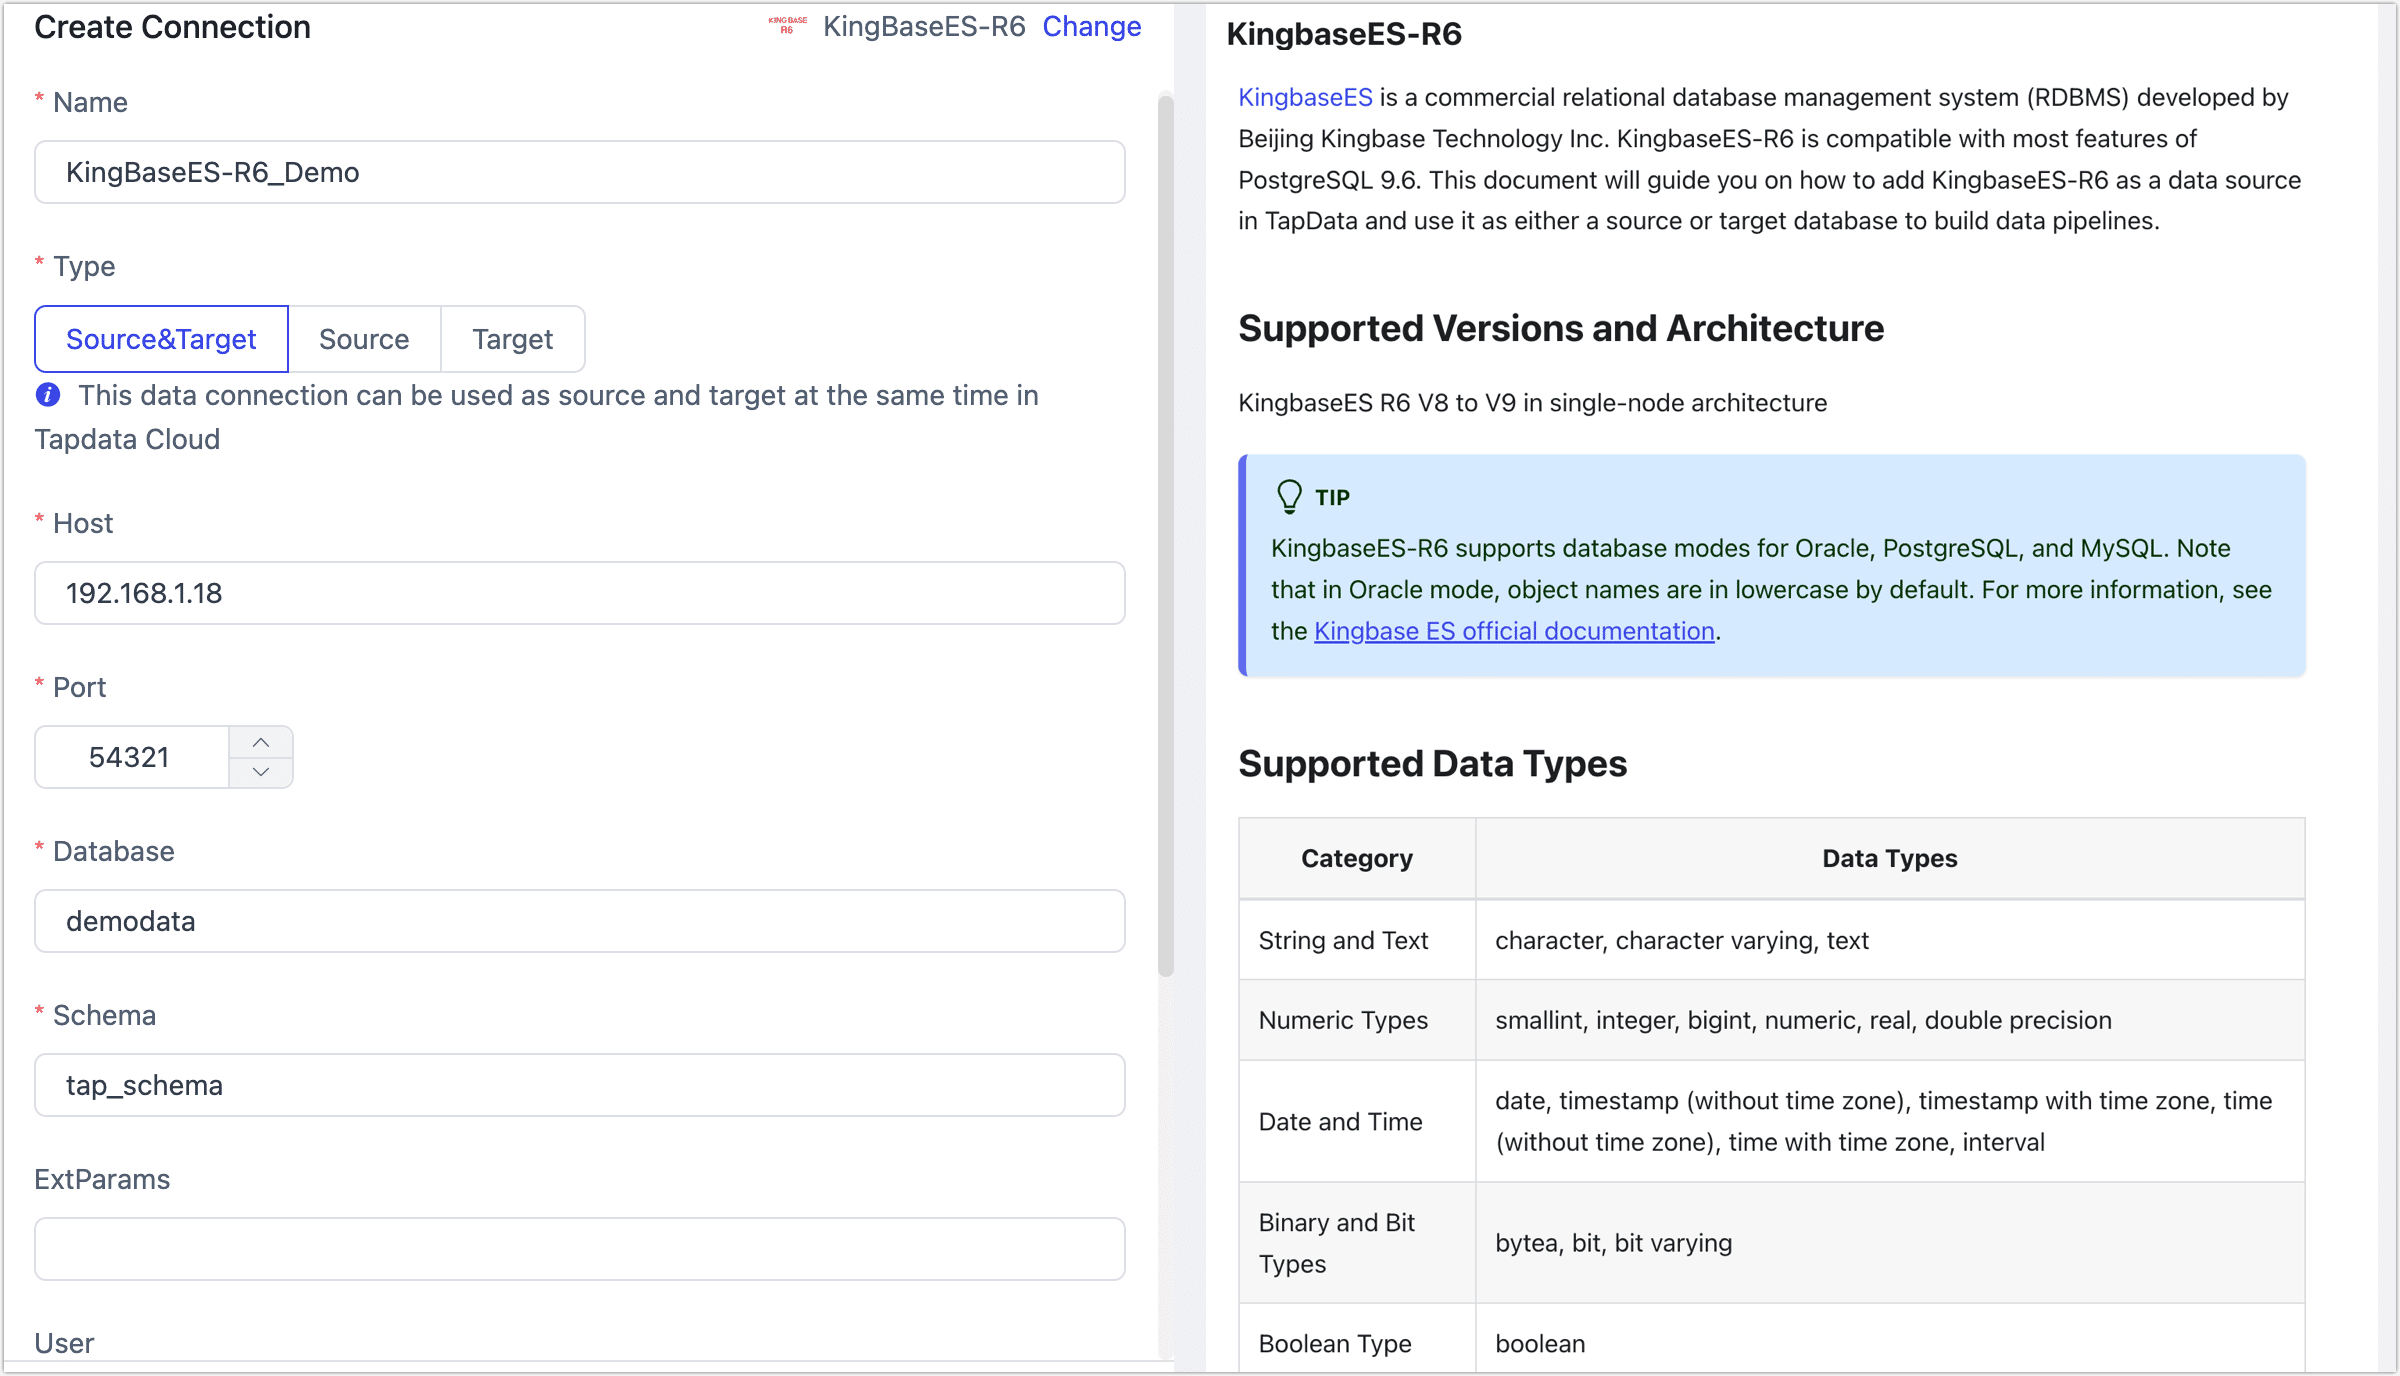 Create Connection
KINGBASE
R6
KingBaseES-R6 Change
* Name
KingBaseES-R6_Demo
* Type
Source&Target Source Target
i This data connection can be used as source and target at the same time in
Tapdata Cloud
* Host
192.168.1.18
* Port
54321
* Database
demodata
* Schema
tap_schema
ExtParams
User
KingbaseES-R6
KingbaseES is a commercial relational database management system (RDBMS) developed by
Beijing Kingbase Technology Inc. KingbaseES-R6 is compatible with most features of
PostgreSQL 9.6. This document will guide you on how to add KingbaseES-R6 as a data source
in TapData and use it as either a source or target database to build data pipelines.
Supported Versions and Architecture
KingbaseES R6 V8 to V9 in single-node architecture
TIP
KingbaseES-R6 supports database modes for Oracle, PostgreSQL, and MySQL. Note
that in Oracle mode, object names are in lowercase by default. For more information, see
the Kingbase ES official documentation.
Supported Data Types
Category Data Types
String and Text character, character varying, text
Numeric Types smallint, integer, bigint, numeric, real, double precision
Date and Time date, timestamp (without time zone), timestamp with time zone, time
(without time zone), time with time zone, interval
Binary and Bit
Types
bytea, bit, bit varying
Boolean Type boolean